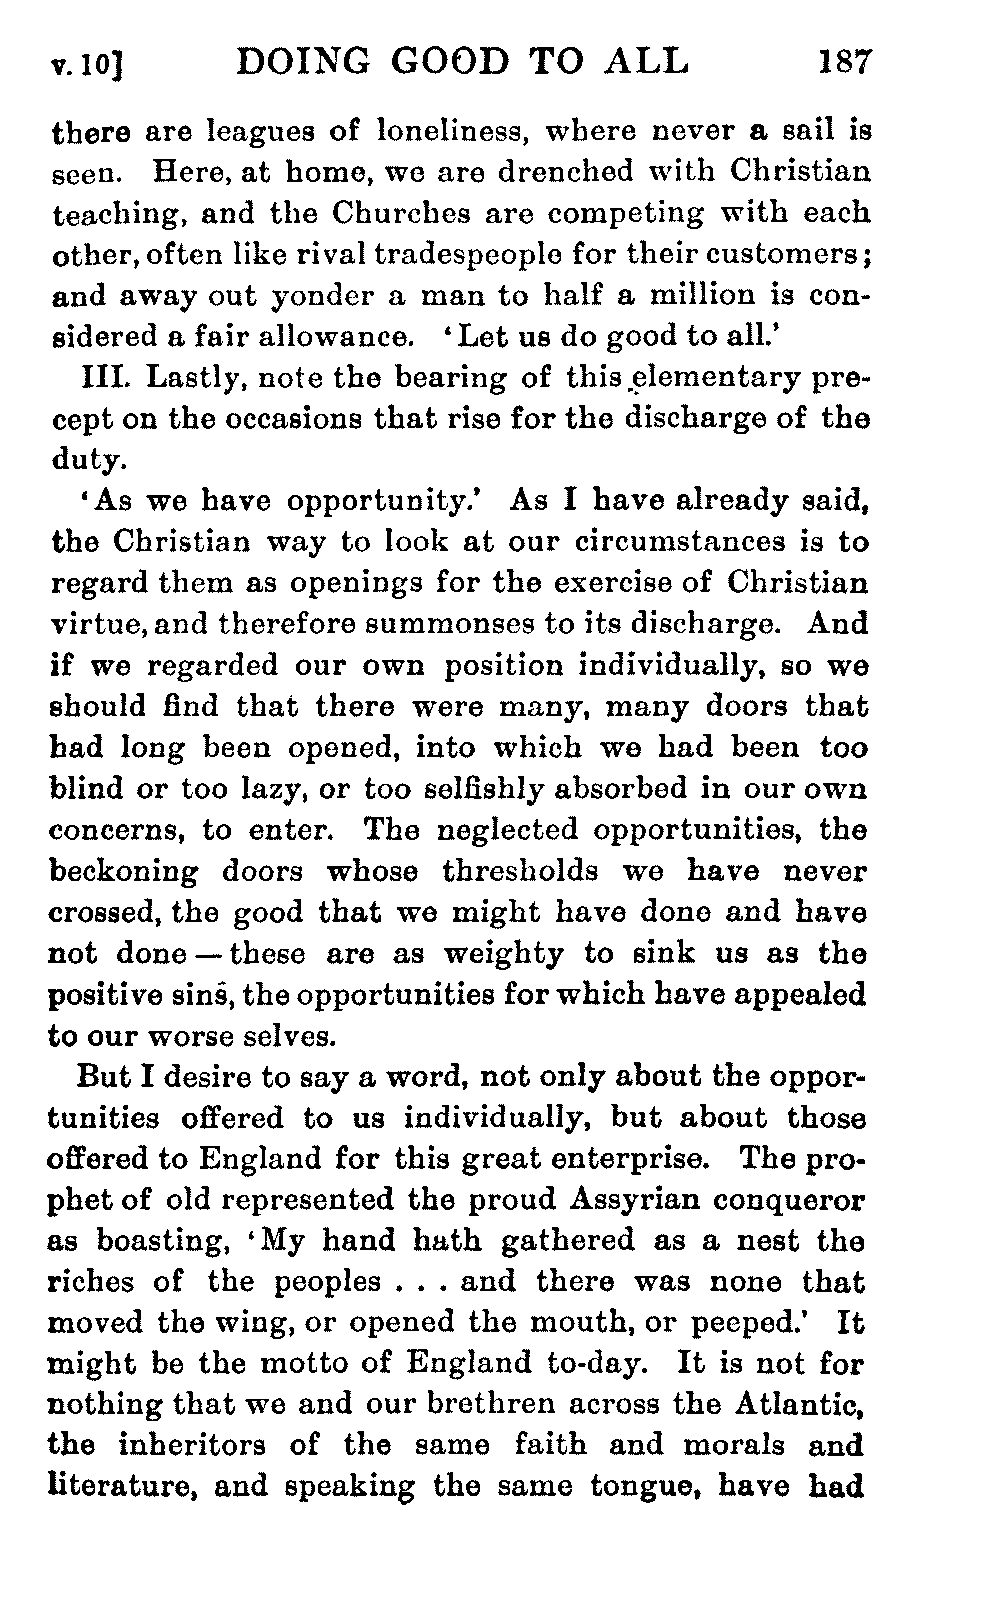 v. 10] DOING GOOD TO ALL 187
there are leagues of loneliness, where never a sail is
seen. Here, at home, we are drenched with Christian
teaching, and the Churches are competing with each
other, often like rival tradespeople for their customers;
and away out yonder a man to half a million is con-
sidered a fair allowance. ‘Let us do good to all.’
III. Lastly, note the bearing of this elementary pre-
cept on the occasions that rise for the discharge of the
duty.
‘As we have opportunity.’ As I have already said,
the Christian way to look at our circumstances is to
regard them as openings for the exercise of Christian
virtue, and therefore summonses to its discharge. And
if we regarded our own position individually, so we
should find that there were many, many doors that
had long been opened, into which we had been too
blind or too lazy, or too selfishly absorbed in our own
concerns, to enter. The neglected opportunities, the
beckoning doors whose thresholds we have never
crossed, the good that we might have done and have
not done — these are as weighty to sink us as the
positive sins, the opportunities for which have appealed
to our worse selves.
But I desire to say a word, not only about the oppor-
tunities offered to us individually, but about those
offered to England for this great enterprise. The pro-
phet of old represented the proud Assyrian conqueror
as boasting, ‘My hand hath gathered as a nest the
riches of the peoples . . . and there was none that
moved the wing, or opened the mouth, or peeped.’ It
might be the motto of England to-day. It is not for
nothing that we and our brethren across the Atlantic,
the inheritors of the same faith and morals and
literature, and speaking the same tongue, have had